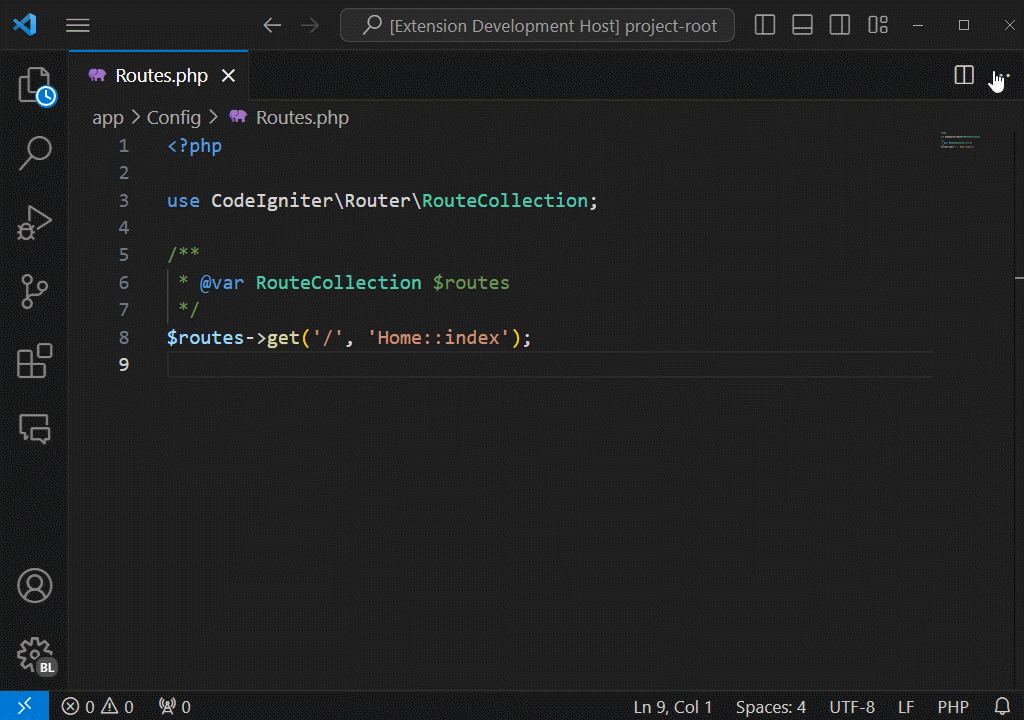 [Extension Development Host] project-root
Routes.php
app > Config > Routes.php
1 <?php
2
3 use CodeIgniter\Router\RouteCollection;
4
5 /**
6 * @var RouteCollection $routes
7 */
8 $routes->get('/', 'Home::index');
9
BL
0 0 0 Ln 9, Col 1 Spaces: 4 UTF-8 LF PHP